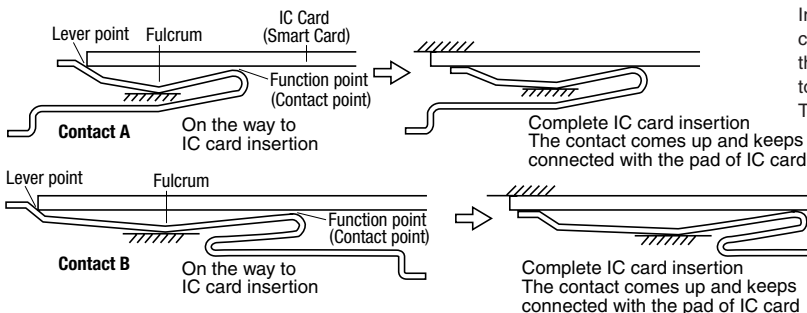 IC Card
(Smart Card)
Lever point
Fulcrum
Function point
(Contact point)
Contact A
On the way to
IC card insertion
Complete IC card insertion
The contact comes up and keeps
connected with the pad of IC card
Lever point
Fulcrum
Function point
(Contact point)
Contact B
On the way to
IC card insertion
Complete IC card insertion
The contact comes up and keeps
connected with the pad of IC card